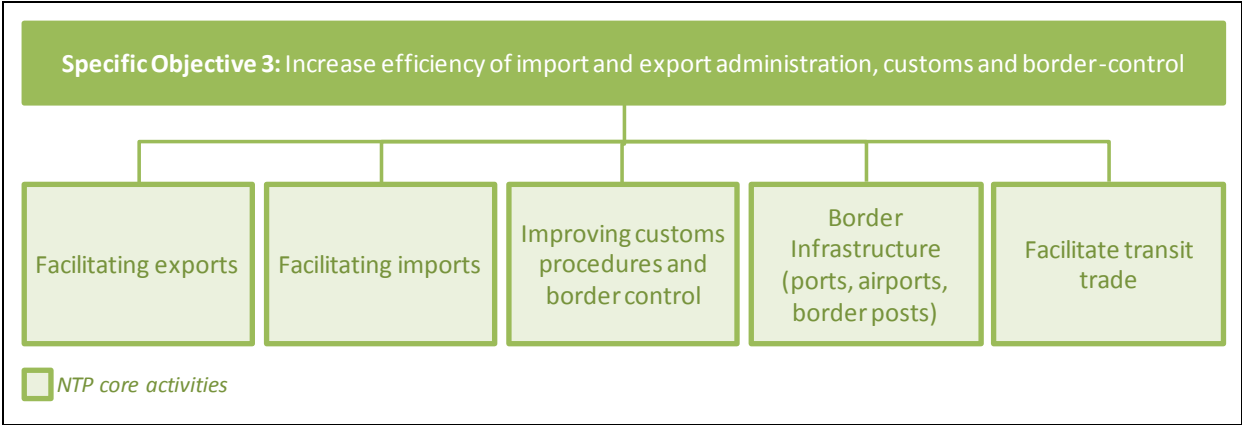 Specific Objective 3: Increase efficiency of import and export administration, customs and border-control
Facilitating exports
Facilitating imports
Improving customs
procedures and
border control
Border
Infrastructure
(ports, airports,
border posts)
Facilitate transit
trade
NTP core activities